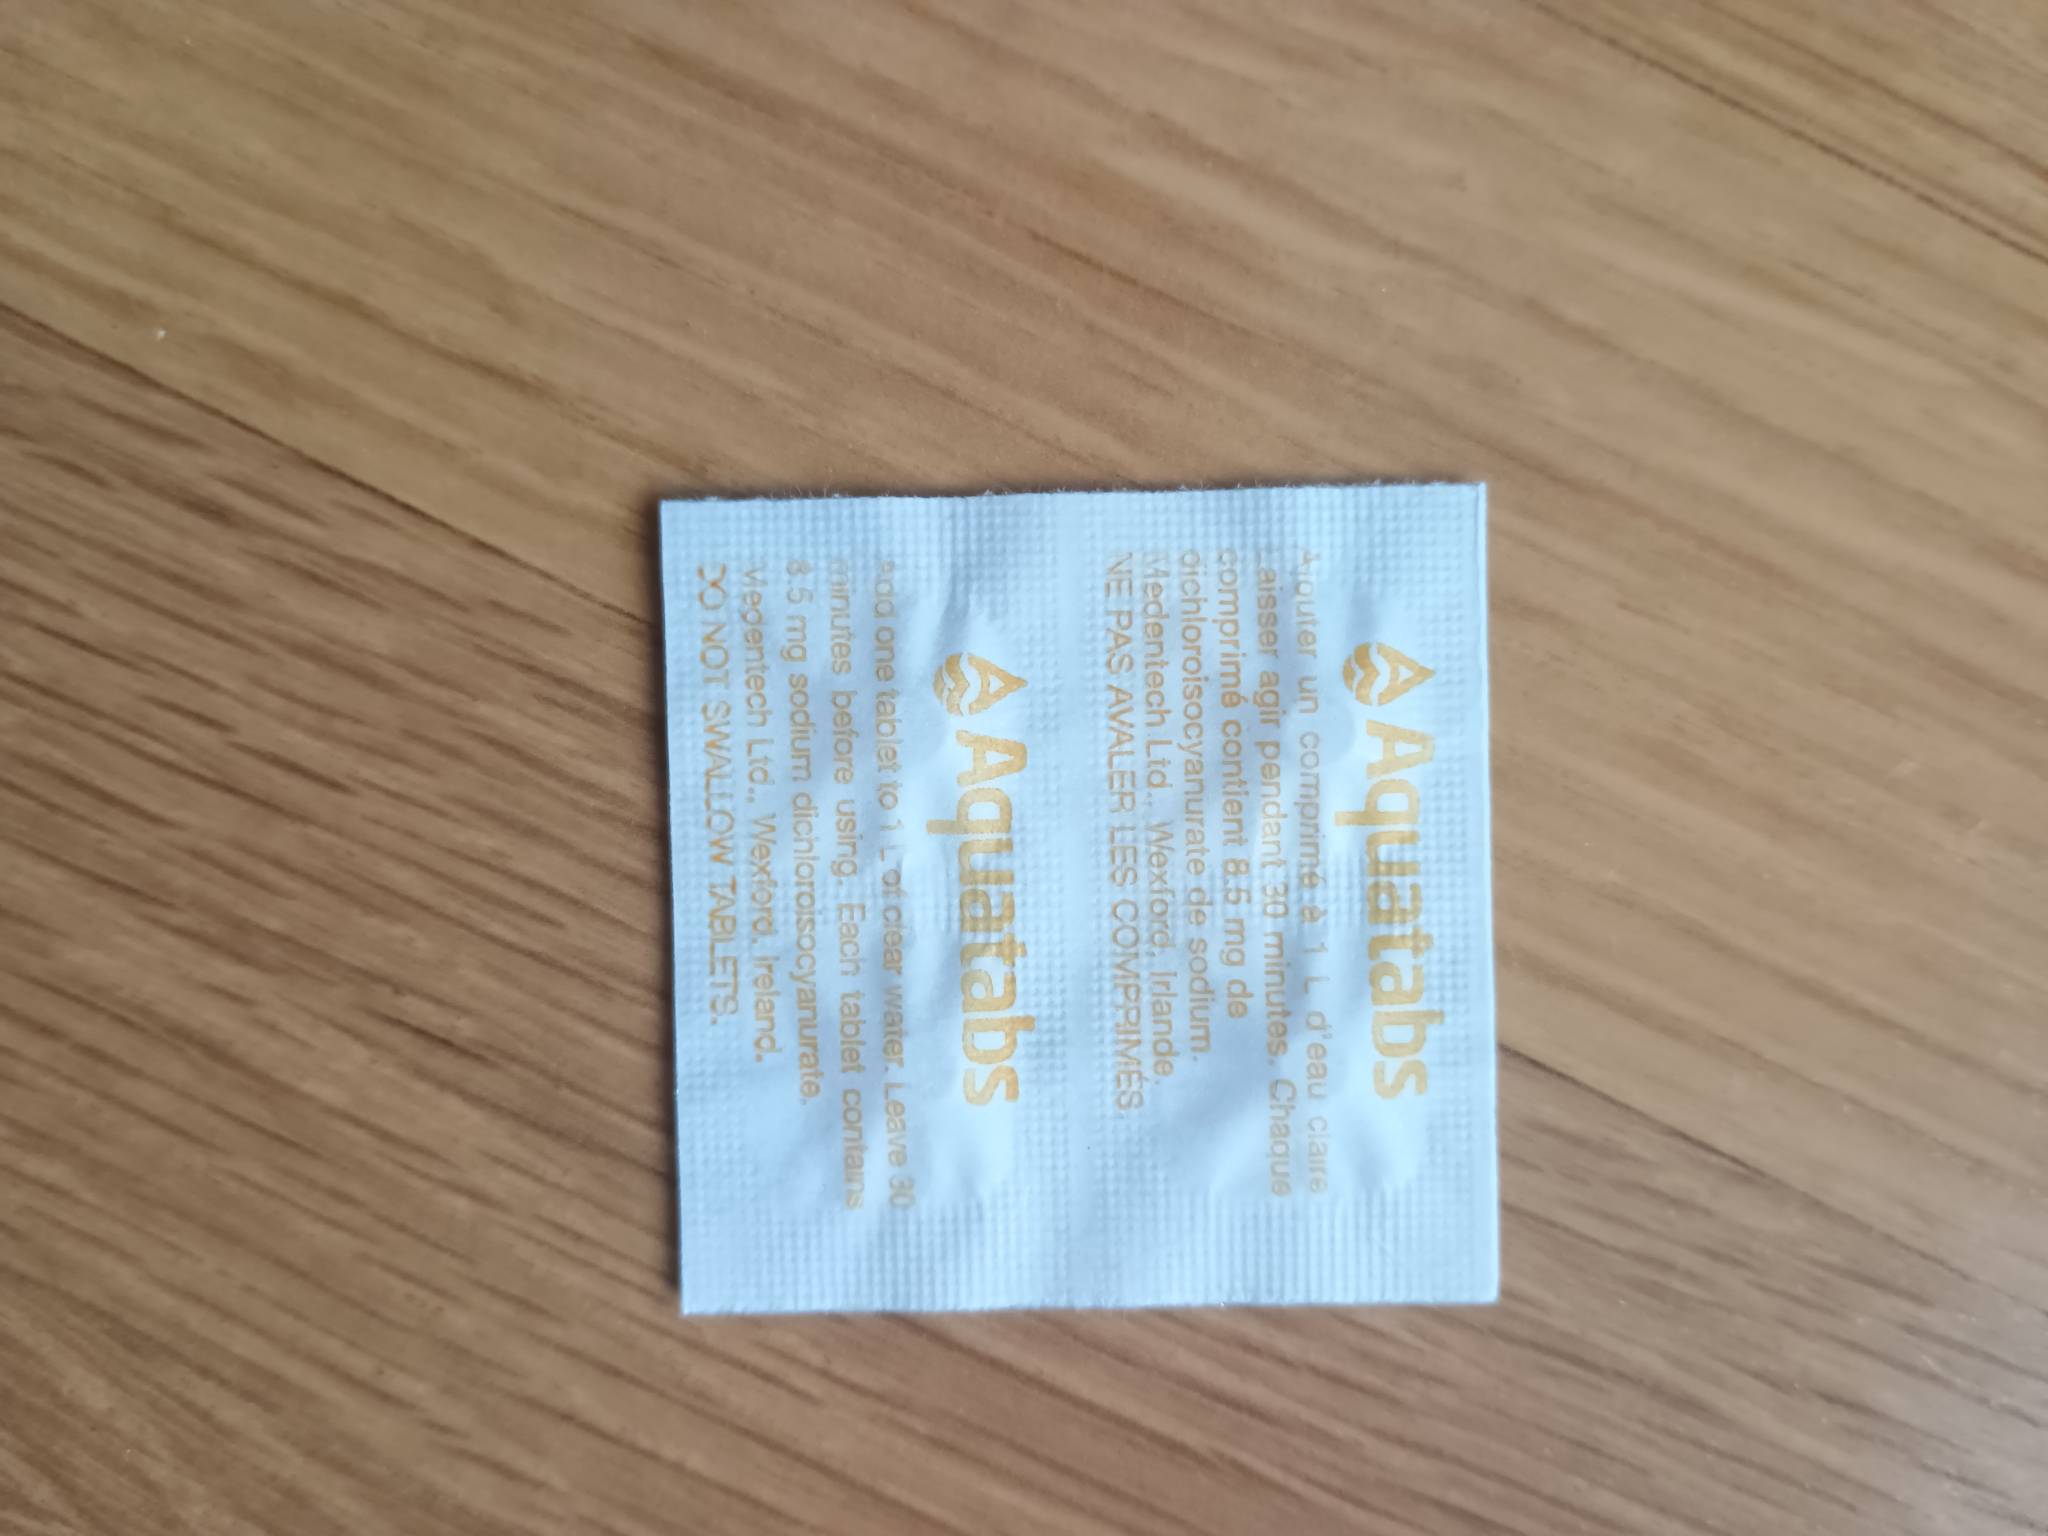 Aquatabs
Ajouter un comprimé à 1 L d'eau claire
Laisser agir pendant 30 minutes. Chaque
comprimé contient 8.5 mg de
dichloroisocyanurate de sodium.
Medentech Ltd., Wexford, Irlande.
NE PAS AVALER LES COMPRIMÉS.
Aquatabs
Add one tablet to 1 L of clear water. Leave 30
minutes before using. Each tablet contains
8.5 mg sodium dichloroisocyanurate.
Medentech Ltd., Wexford, Ireland.
DO NOT SWALLOW TABLETS.